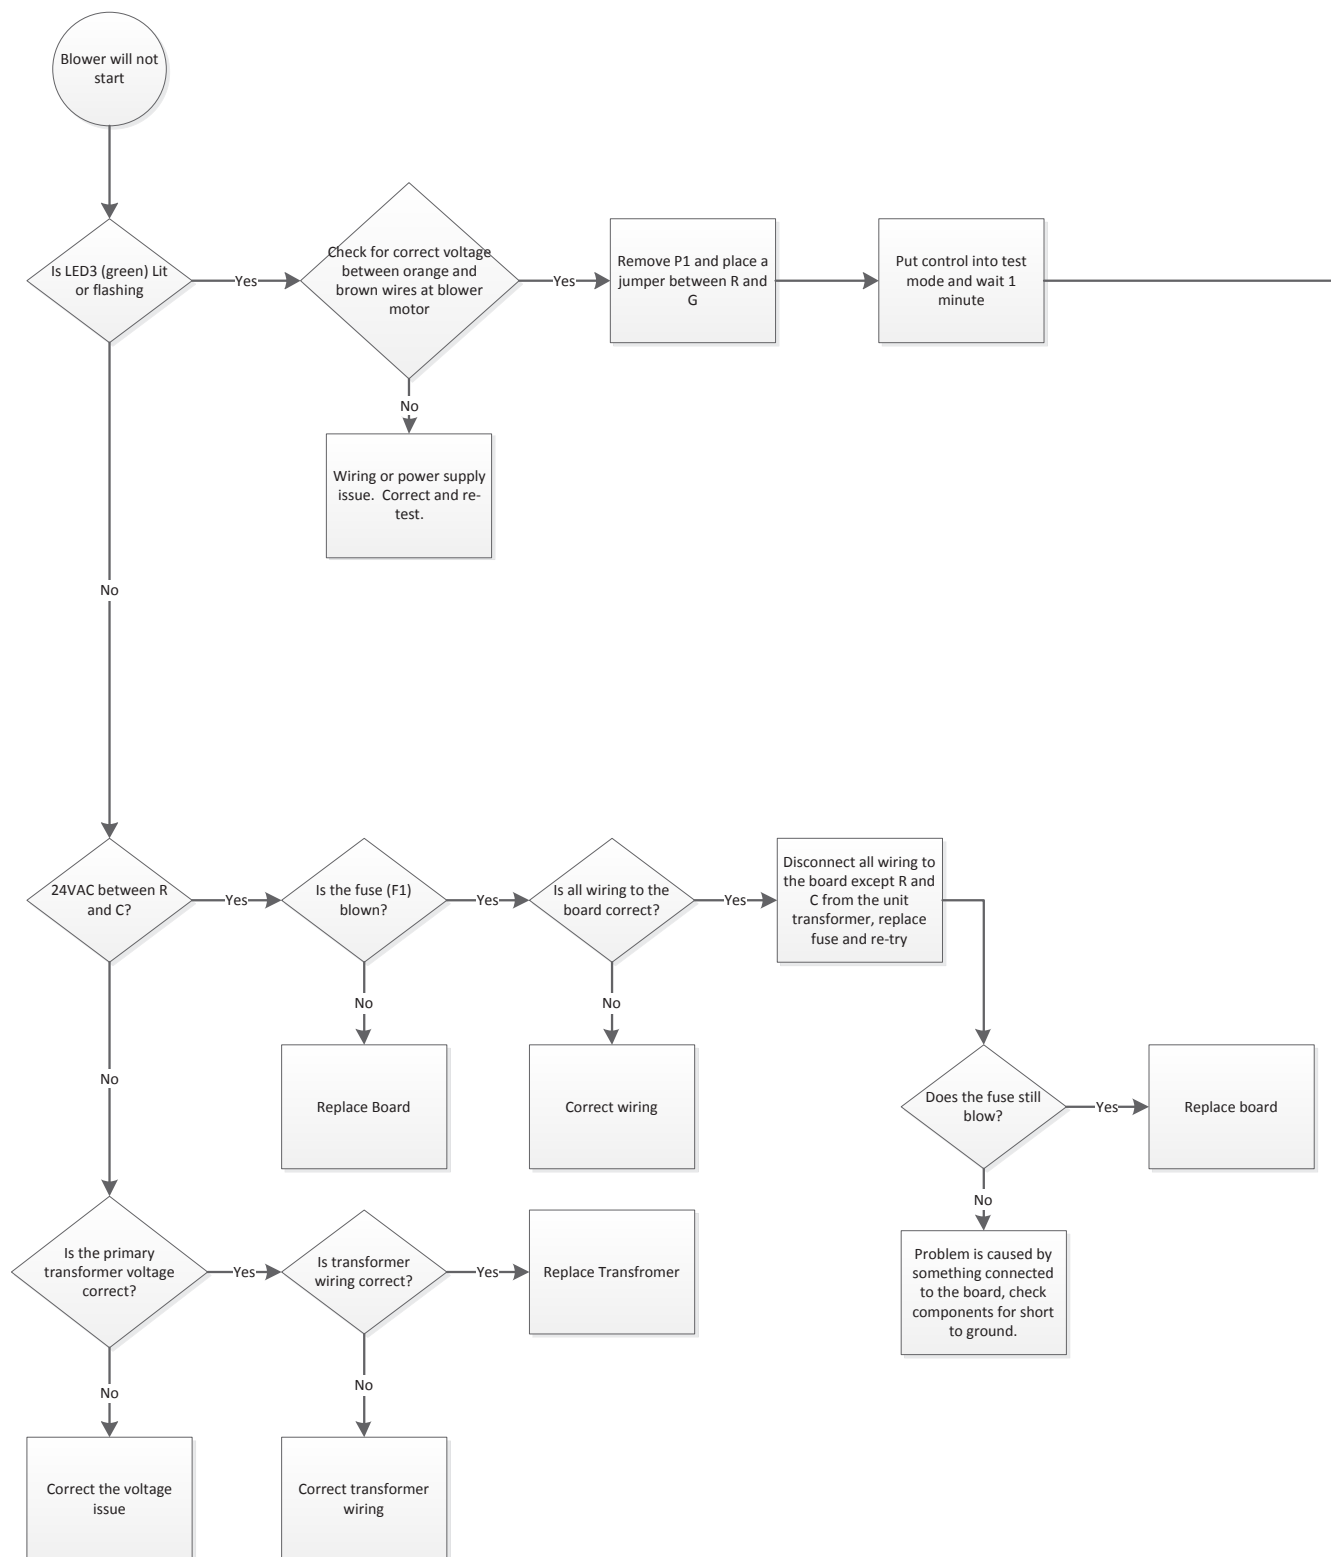 Blower will not
start
Is LED3 (green) Lit
or flashing
Yes
Check for correct voltage
between orange and
brown wires at blower
motor
Yes
Remove P1 and place a
jumper between R and
G
Put control into test
mode and wait 1
minute
No
Wiring or power supply
issue.  Correct and re-
test.
No
24VAC between R
and C?
Yes
Is the fuse (F1)
blown?
Yes
Is all wiring to the
board correct?
Yes
Disconnect all wiring to
the board except R and
C from the unit
transformer, replace
fuse and re-try
No
Replace Board
No
Correct wiring
Does the fuse still
blow?
Yes
Replace board
No
No
Problem is caused by
something connected
to the board, check
components for short
to ground.
Is the primary
transformer voltage
correct?
Yes
Is transformer
wiring correct?
Yes
Replace Transfromer
No
Correct the voltage
issue
No
Correct transformer
wiring